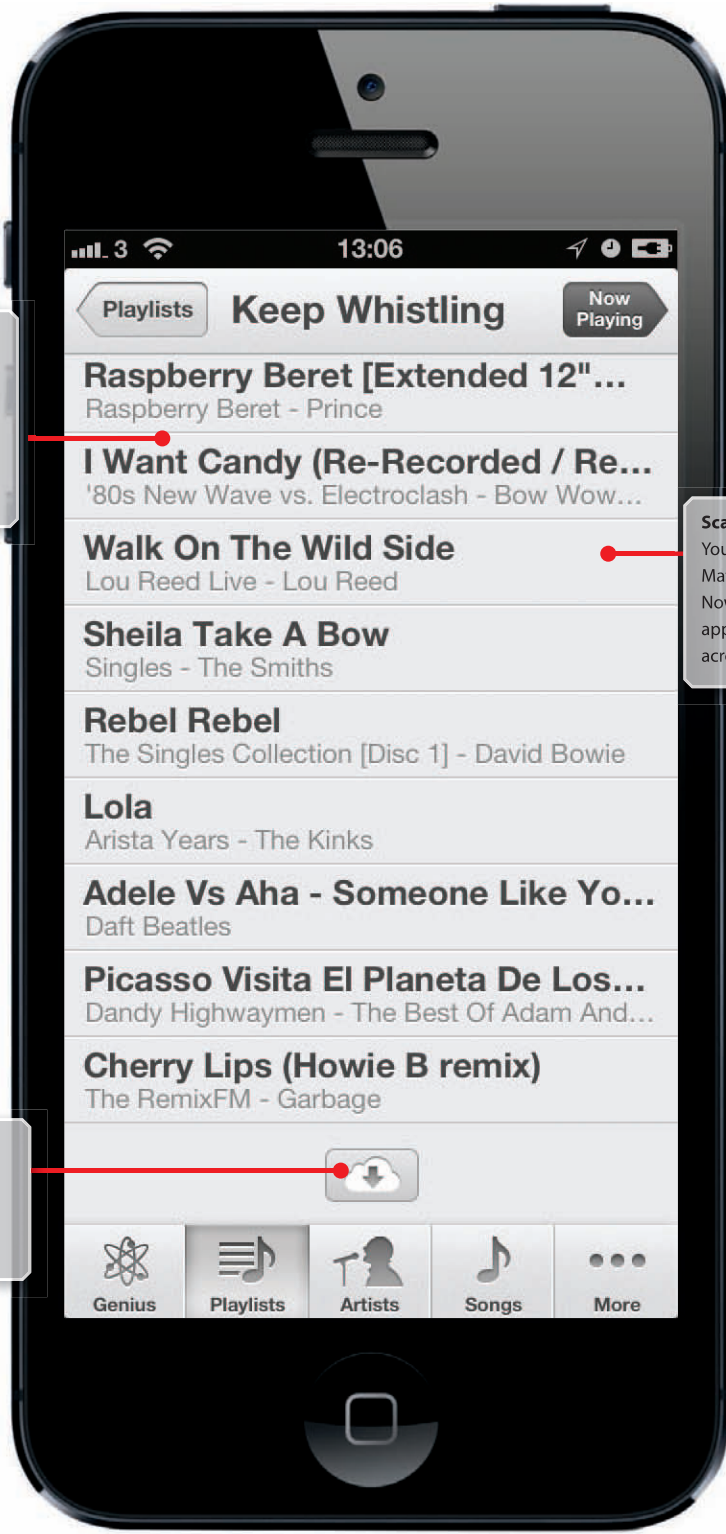 3
13:06
Playlists
Keep Whistling
Now
Playing
Raspberry Beret [Extended 12"...
Raspberry Beret - Prince
I Want Candy (Re-Recorded / Re...
'80s New Wave vs. Electroclash - Bow Wow...
Walk On The Wild Side
Lou Reed Live - Lou Reed
Sheila Take A Bow
Singles - The Smiths
Rebel Rebel
The Singles Collection [Disc 1] - David Bowie
Lola
Arista Years - The Kinks
Adele Vs Aha - Someone Like Yo...
Daft Beatles
Picasso Visita El Planeta De Los...
Dandy Highwaymen - The Best Of Adam And...
Cherry Lips (Howie B remix)
The RemixFM - Garbage
Genius
Playlists
Artists
Songs
More
You